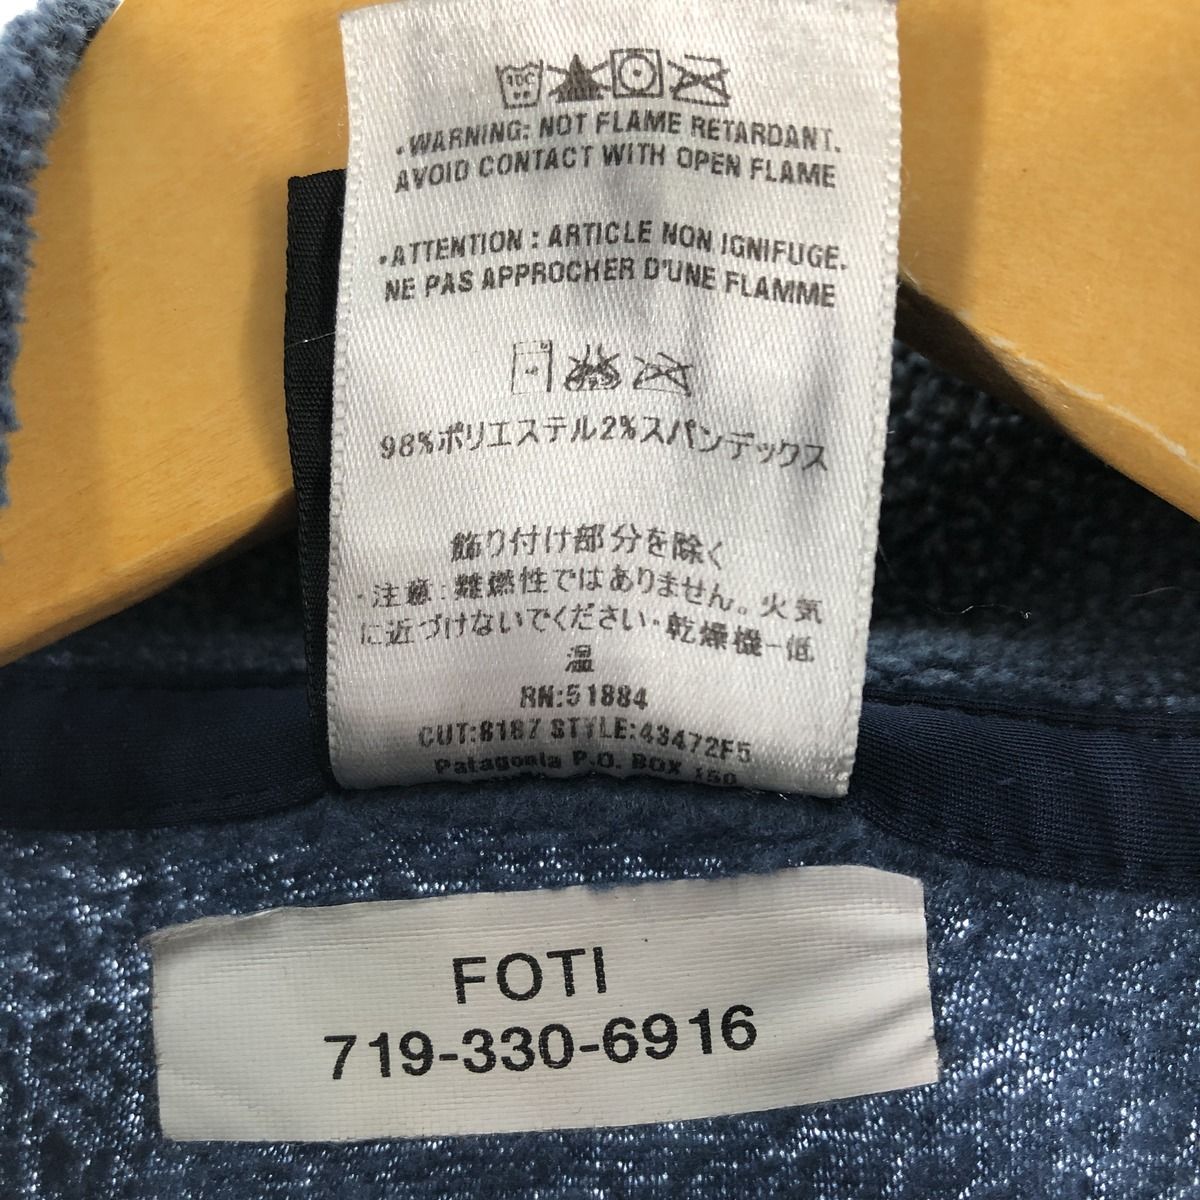 40C
•WARNING: NOT FLAME RETARDANT.
AVOID CONTACT WITH OPEN FLAME
•ATTENTION : ARTICLE NON IGNIFUGE.
NE PAS APPROCHER D'UNE FLAMME
98%ポリエステル2%スパンデックス
飾り付け部分を除く
・注意：難燃性ではありません。火気
に近づけないでください・乾燥機－低
温
RN:51884
CUT:8187 STYLE:43472F5
Patagonia P.O. BOX 150
FOTI
719-330-6916